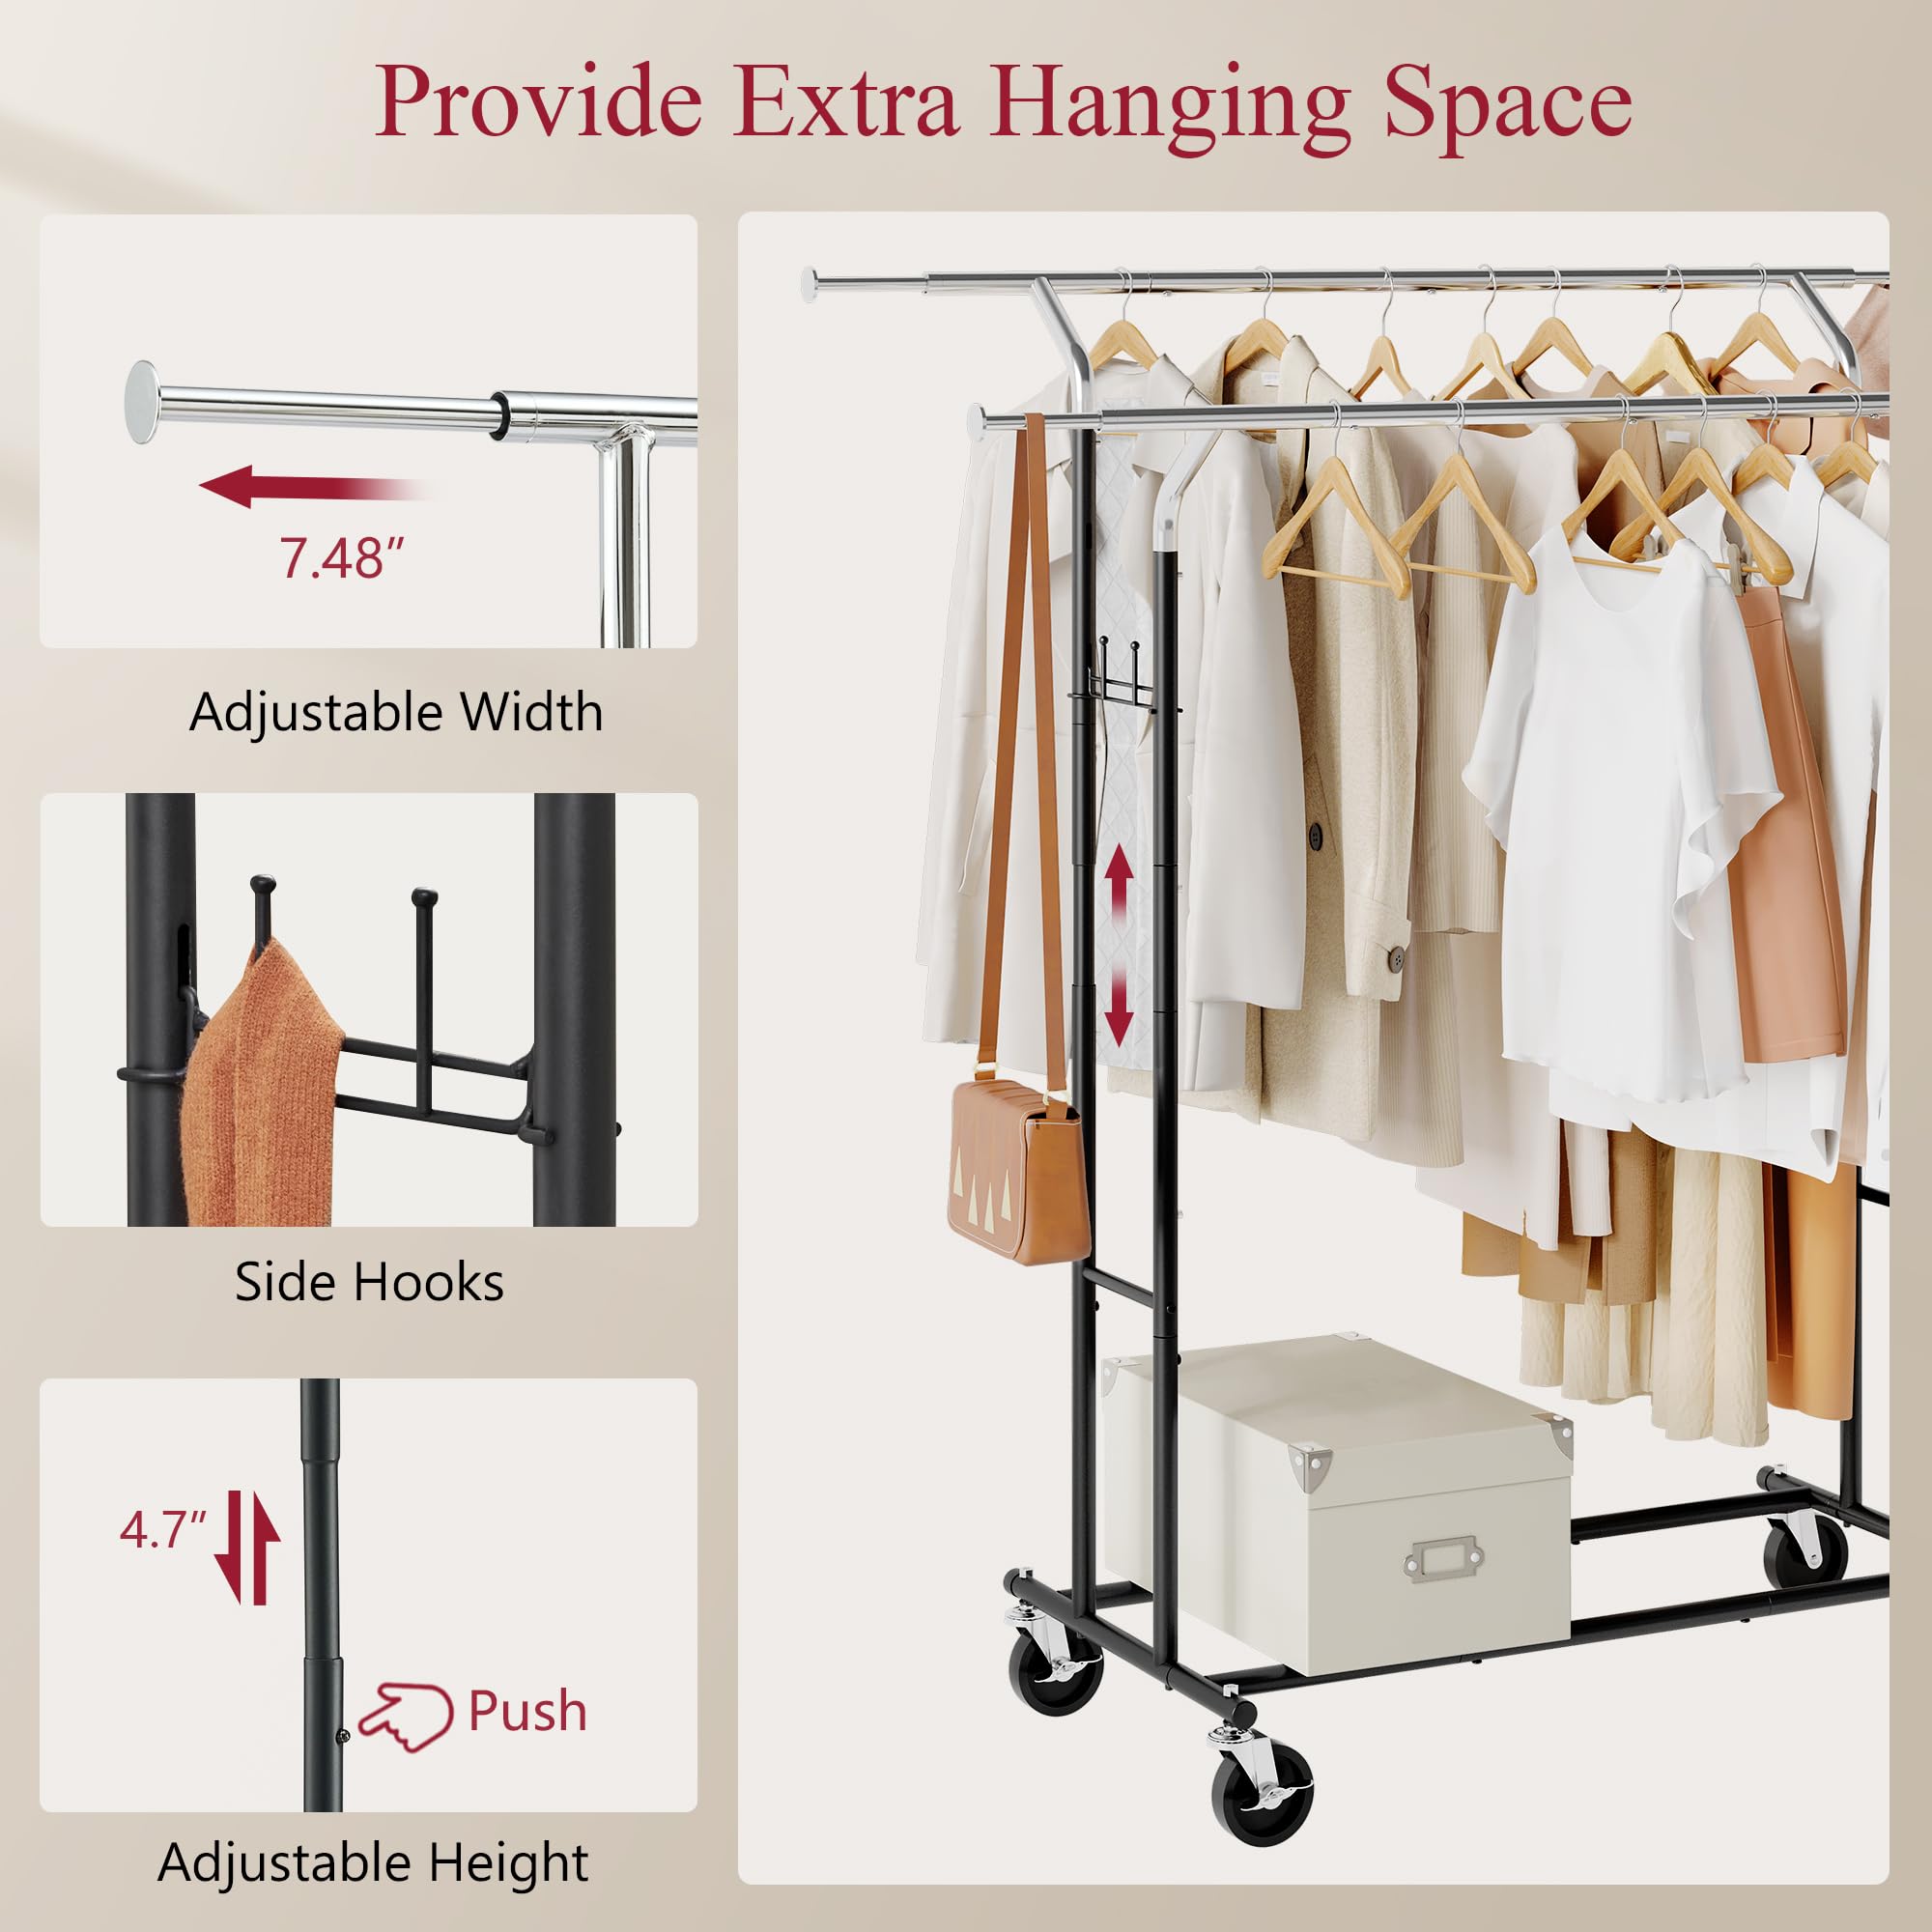 Provide Extra Hanging Space
7.48"
Adjustable Width
Side Hooks
4.7"
Push
Adjustable Height